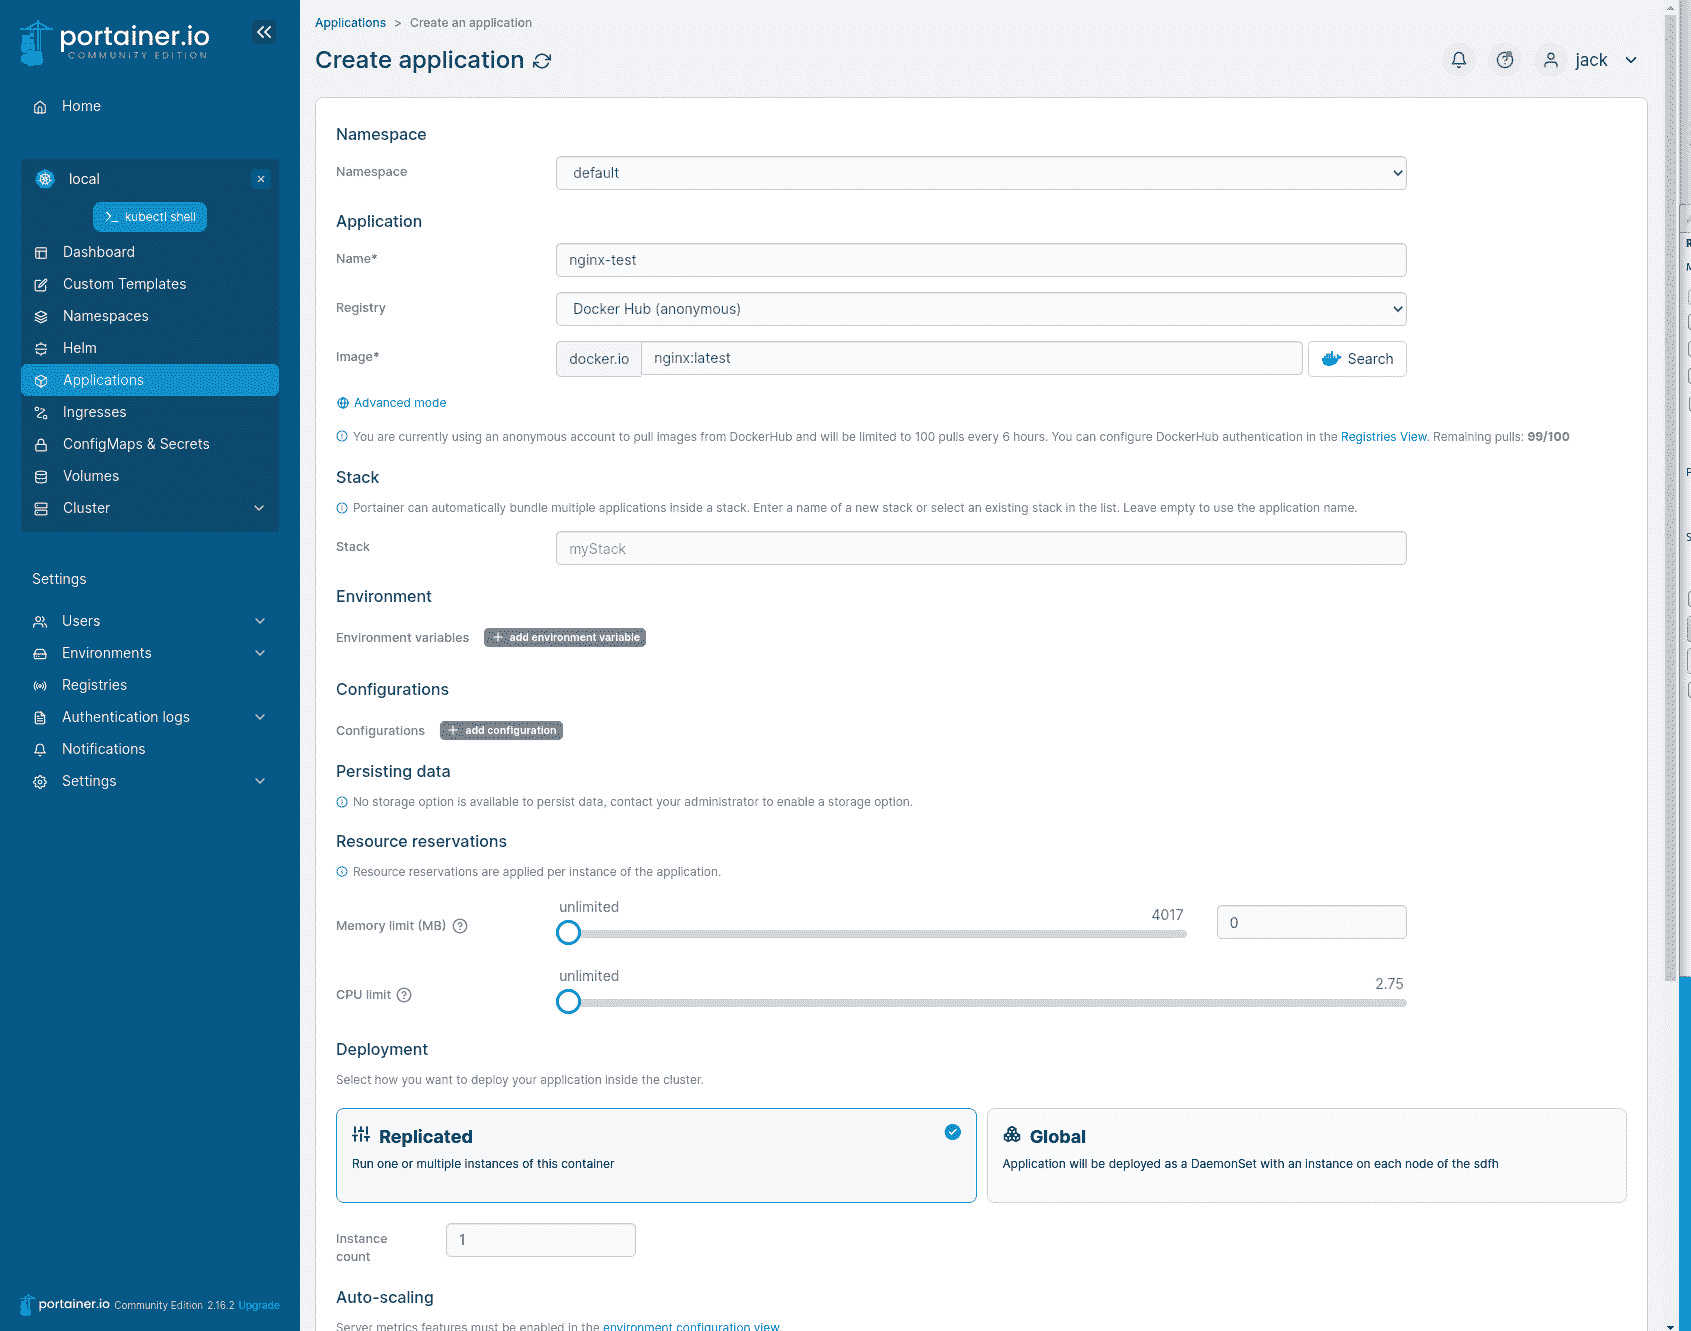 portainer.io
COMMUNITY EDITION
Home
local
kubectl shell
Dashboard
Custom Templates
Namespaces
Helm
Applications
Ingresses
ConfigMaps & Secrets
Volumes
Cluster
Settings
Users
Environments
Registries
Authentication logs
Notifications
Settings
portainer.io Community Edition 2.16.2 Upgrade
Applications > Create an application
Create application
jack
Namespace
Namespace default
Application
Name* nginx-test
Registry Docker Hub (anonymous)
Image* docker.io nginx:latest Search
Advanced mode
You are currently using an anonymous account to pull images from DockerHub and will be limited to 100 pulls every 6 hours. You can configure DockerHub authentication in the Registries View. Remaining pulls: 99/100
Stack
Portainer can automatically bundle multiple applications inside a stack. Enter a name of a new stack or select an existing stack in the list. Leave empty to use the application name.
Stack myStack
Environment
Environment variables + add environment variable
Configurations
Configurations + add configuration
Persisting data
No storage option is available to persist data, contact your administrator to enable a storage option.
Resource reservations
Resource reservations are applied per instance of the application.
unlimited
4017
Memory limit (MB) 0
unlimited
2.75
CPU limit
Deployment
Select how you want to deploy your application inside the cluster.
Replicated
Run one or multiple instances of this container
Global
Application will be deployed as a DaemonSet with an instance on each node of the sdfh
Instance
count
1
Auto-scaling
Server metrics features must be enabled in the environment configuration view.